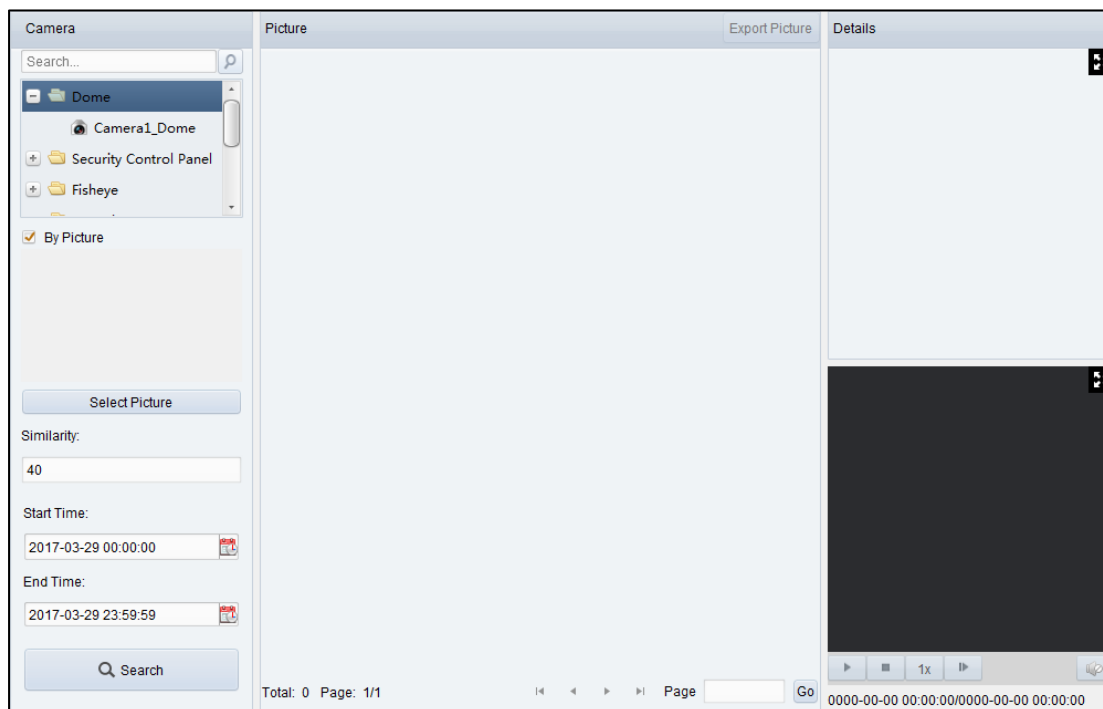 Camera
Search...
Dome
Camera1_Dome
Security Control Panel
Fisheye
By Picture
Select Picture
Similarity:
40
Start Time:
2017-03-29 00:00:00
End Time:
2017-03-29 23:59:59
Search
Picture
Export Picture
Total: 0 Page: 1/1
Page
Go
Details
1x
0000-00-00 00:00:00/0000-00-00 00:00:00